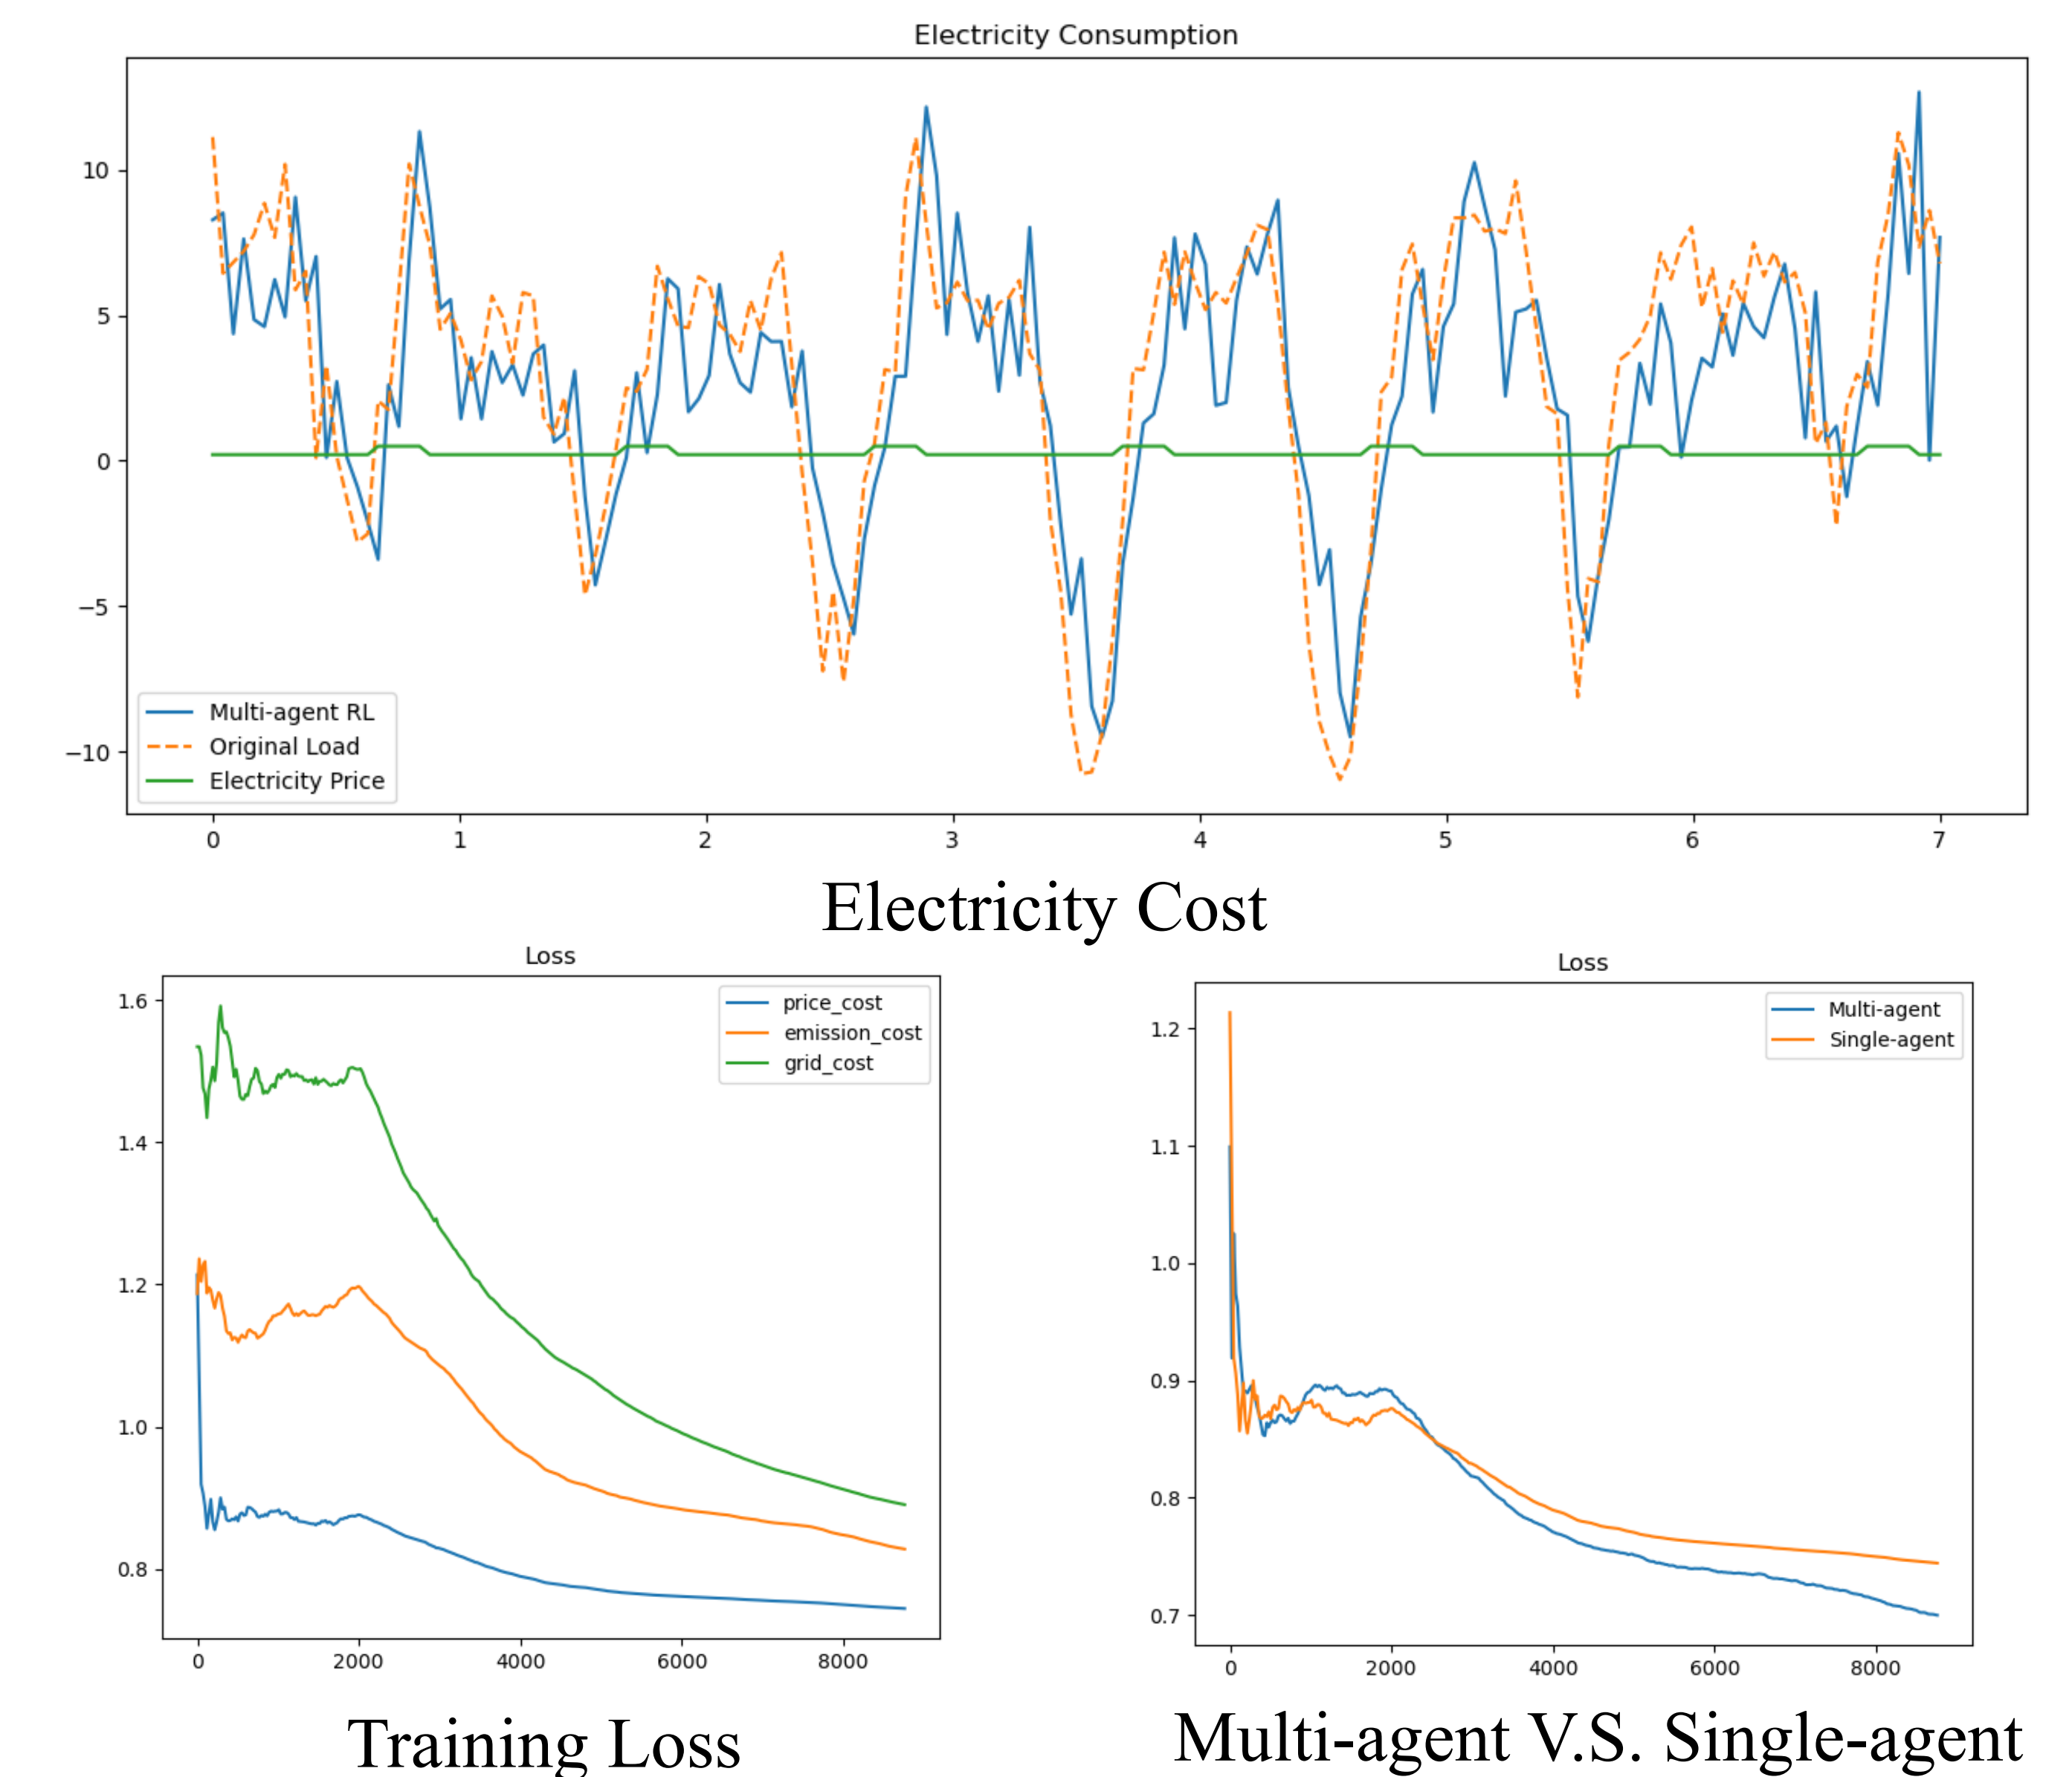 Electricity Consumption
10
5
0
−5
−10
Multi-agent RL
Original Load
Electricity Price
0 1 2 3 4 5 6 7
Electricity Cost
Loss
1.6
1.4
1.2
1.0
0.8
price_cost
emission_cost
grid_cost
0 2000 4000 6000 8000
Training Loss
Loss
1.2
1.1
1.0
0.9
0.8
0.7
Multi-agent
Single-agent
0 2000 4000 6000 8000
Multi-agent V.S. Single-agent